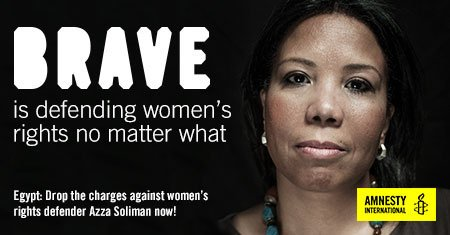 BRAVE
is defending women's
rights no matter what
Egypt: Drop the charges against women's
rights defender Azza Soliman now!
AMNESTY
INTERNATIONAL